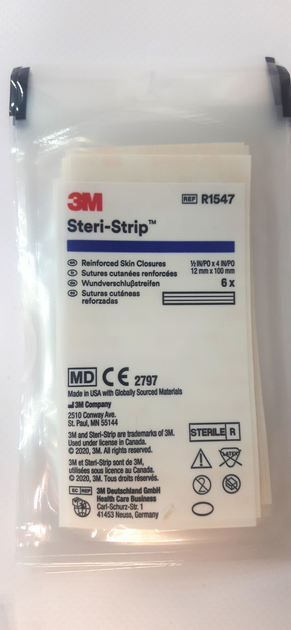 3M
REF R1547
Steri-Strip™
Reinforced Skin Closures
Sutures cutanées renforcées
Wundverschlußstreifen
Sutures cutáneas
reforzadas
½ IN/PO x 4 IN/PO
12 mm x 100 mm
6 x
MD CE 2797
Made in USA with Globally Sourced Materials
3M Company
2510 Conway Ave.
St. Paul, MN 55144
3M and Steri-Strip are trademarks of 3M.
Used under license in Canada.
© 2020, 3M. All rights reserved.
3M et Steri-Strip sont de 3M,
utilisées sous licence au Canada.
© 2020, 3M. Tous droits réservés.
STERILE R
LATEX
2
EC REP 3M Deutschland GmbH
Health Care Business
Carl-Schurz-Str. 1
41453 Neuss, Germany